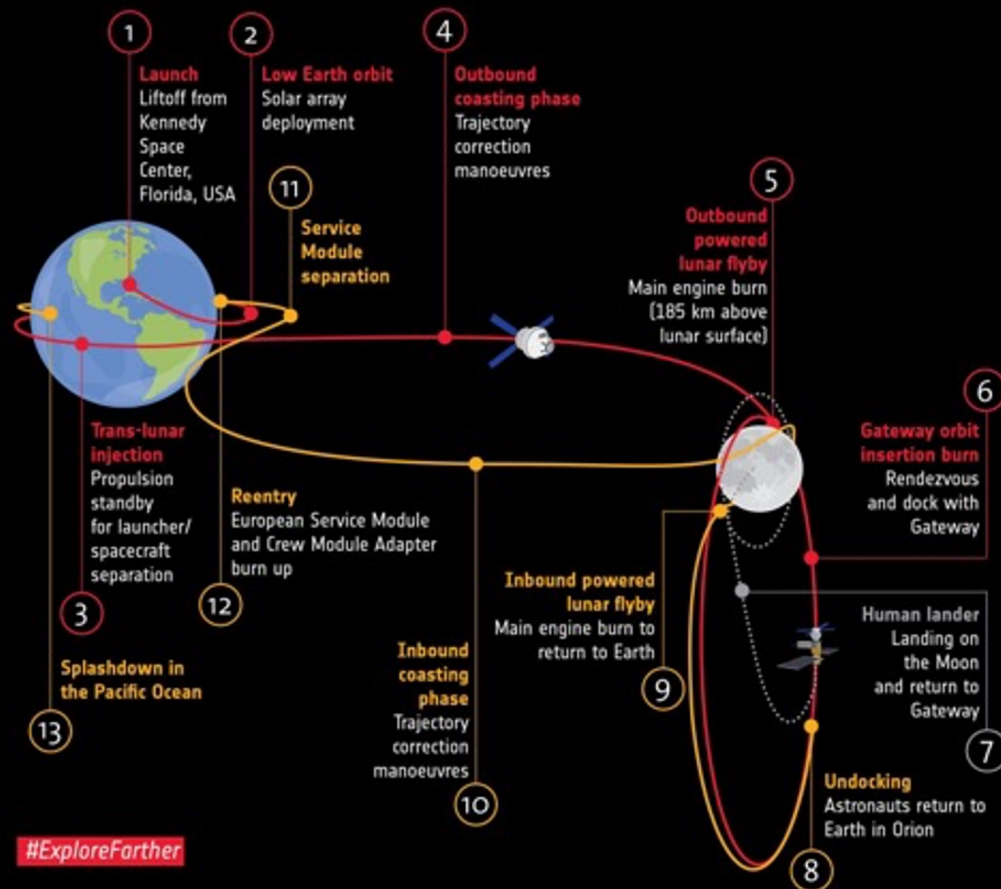 1
Launch
Liftoff from
Kennedy
Space
Center,
Florida, USA
2
Low Earth orbit
Solar array
deployment
4
Outbound
coasting phase
Trajectory
correction
manoeuvres
11
Service
Module
separation
5
Outbound
powered
lunar flyby
Main engine burn
(185 km above
lunar surface)
6
Gateway orbit
insertion burn
Rendezvous
and dock with
Gateway
Trans-lunar
injection
Propulsion
standby
for launcher/
spacecraft
separation
3
Reentry
European Service Module
and Crew Module Adapter
burn up
12
Inbound powered
lunar flyby
Main engine burn to
return to Earth
9
Human lander
Landing on
the Moon
and return to
Gateway
7
Splashdown in
the Pacific Ocean
13
Inbound
coasting
phase
Trajectory
correction
manoeuvres
10
Undocking
Astronauts return to
Earth in Orion
8
#ExploreFarther